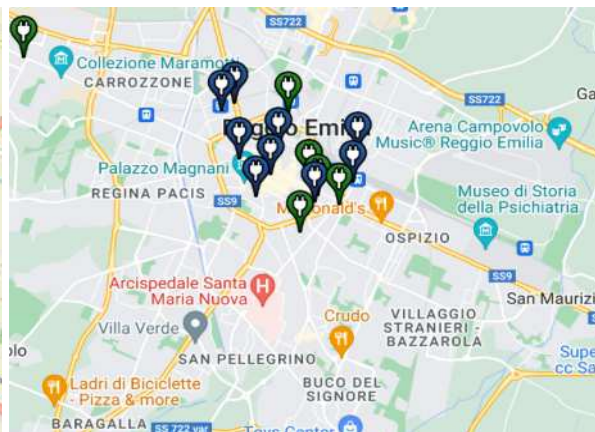 SS722
Collezione Maramott
CARROZZONE
SS722
Ga
Reggio Emilia
Arena Campovolo
Music® Reggio Emilia
Palazzo Magnani
REGINA PACIS
SS9
McDonald's
Museo di Storia
della Psichiatria
OSPIZIO
SS9
Arcispedale Santa
Maria Nuova
San Maurizi
Villa Verde
Crudo
VILLAGGIO
STRANIERI -
BAZZAROLA
olo
SAN PELLEGRINO
Supe
cc Sa
Ladri di Biciclette
- Pizza & more
BUCO DEL
SIGNORE
BARAGALLA
SS 722 var
Toys Center